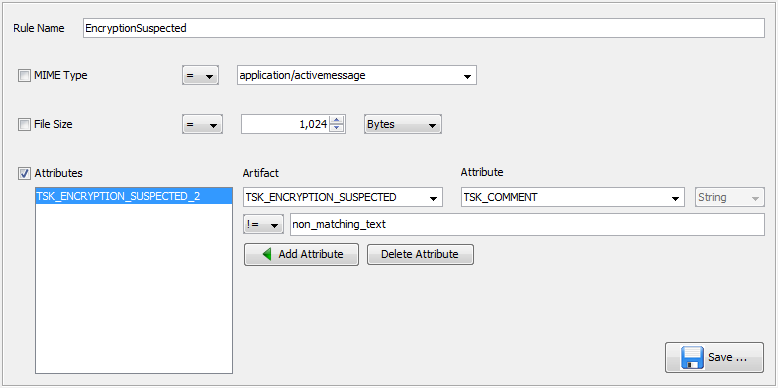 Rule Name EncryptionSuspected
MIME Type = application/activemessage
File Size = 1,024 Bytes
Attributes Artifact Attribute
TSK_ENCRYPTION_SUSPECTED_2 TSK_ENCRYPTION_SUSPECTED TSK_COMMENT String
!= non_matching_text
Add Attribute Delete Attribute
Save ...